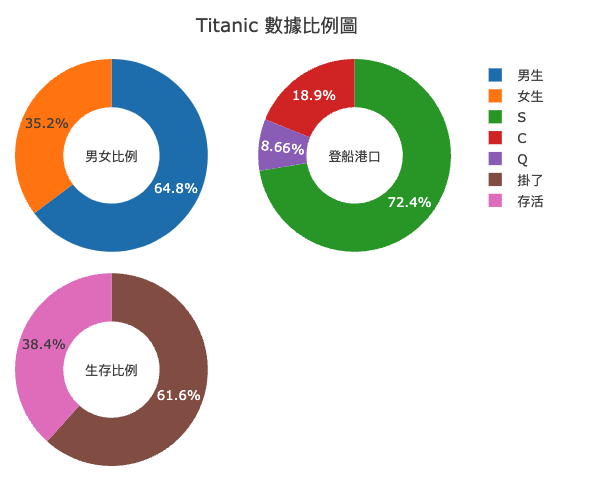 Titanic 數據比例圖
35.2%
男女比例
64.8%
18.9%
8.66%
登船港口
72.4%
男生
女生
S
C
Q
掛了
存活
38.4%
生存比例
61.6%